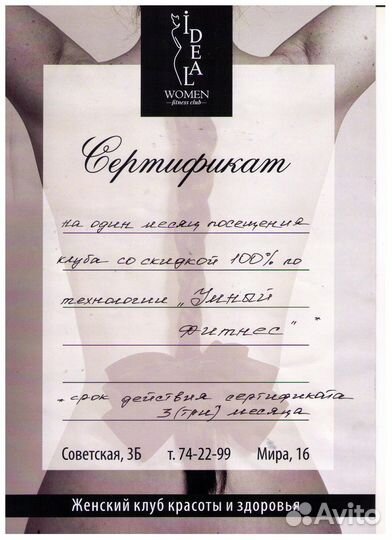 iDEAL
WOMEN
fitness club
Сертификат
на один месяц посещения
клуба со скидкой 100% по
технологии „Умный
Фитнес" *
* срок действия сертификата
3 (три) месяца
Советская, 3Б т. 74-22-99 Мира, 16
Женский клуб красоты и здоровья
Avito